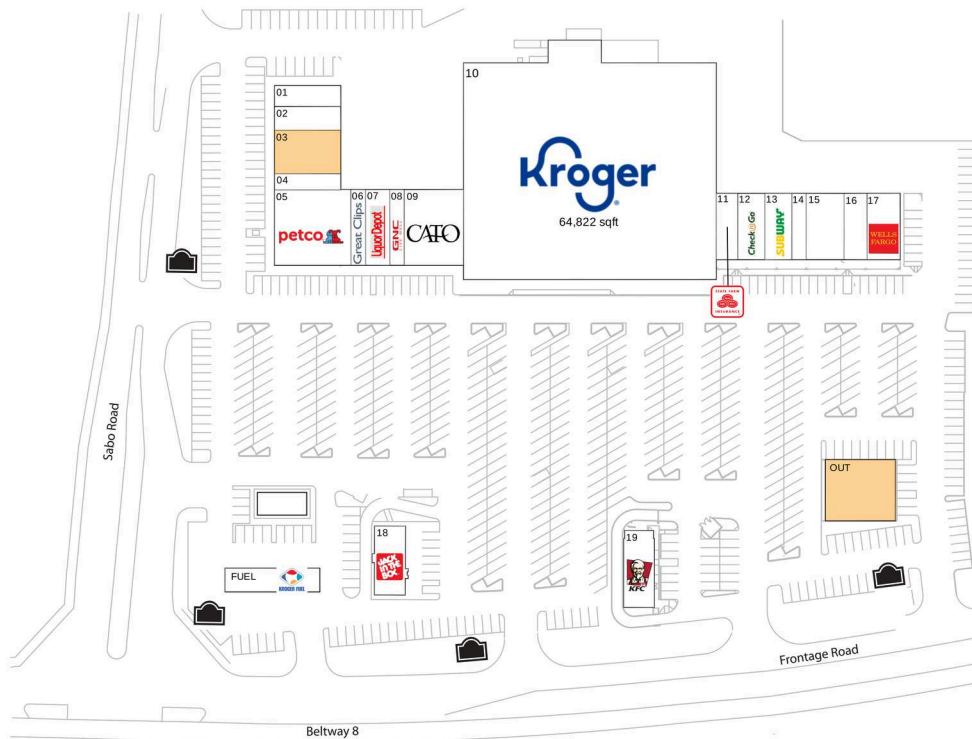 01
02
03
04
05
petco
06
Great Clips
07
LiquorDepot
08
GNC
09
CATO
10
Kroger
64,822 sqft
11
STATE FARM
INSURANCE
12
Check@Go
13
SUBWAY
14
15
16
17
WELLS
FARGO
OUT
18
JACK
IN THE
BOX
19
KFC
FUEL
KROGER FUEL
Sabo Road
Frontage Road
Beltway 8